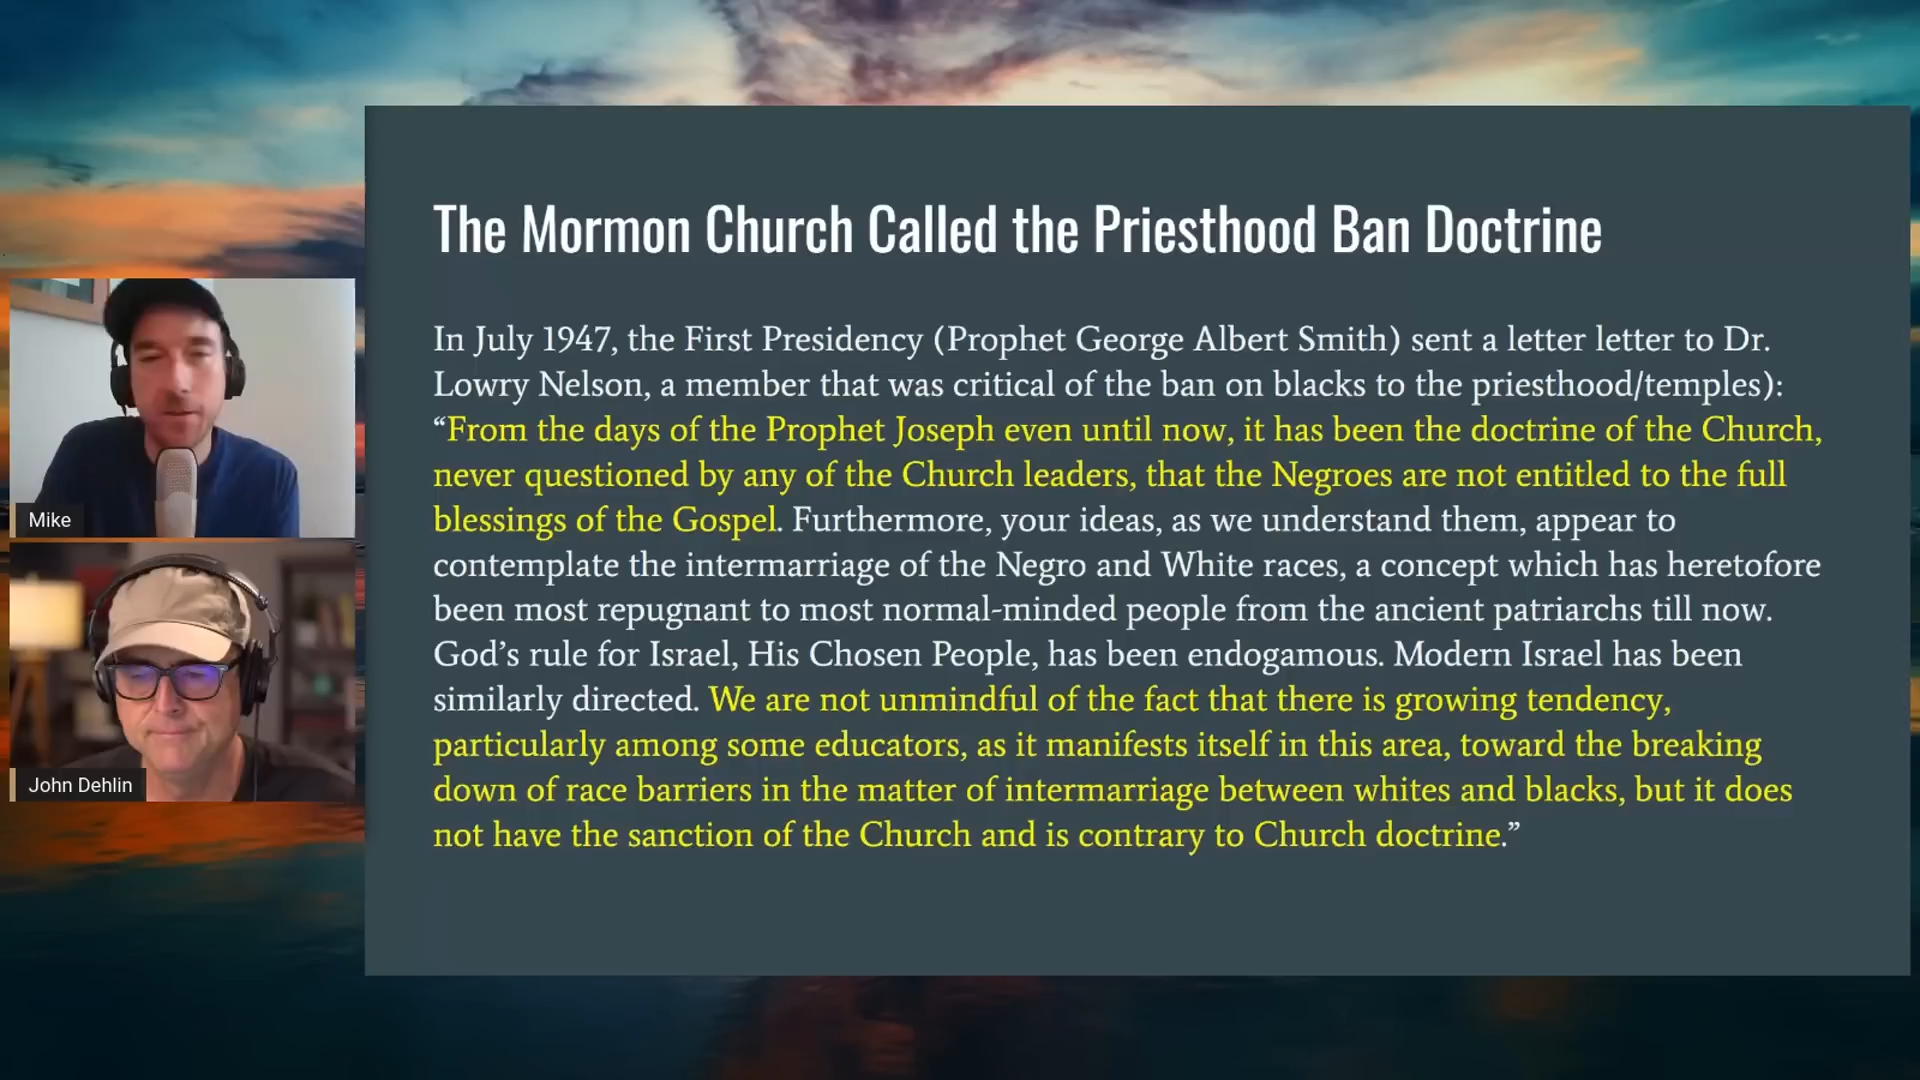 The Mormon Church Called the Priesthood Ban Doctrine
In July 1947, the First Presidency (Prophet George Albert Smith) sent a letter letter to Dr.
Lowry Nelson, a member that was critical of the ban on blacks to the priesthood/temples):
“From the days of the Prophet Joseph even until now, it has been the doctrine of the Church,
never questioned by any of the Church leaders, that the Negroes are not entitled to the full
blessings of the Gospel. Furthermore, your ideas, as we understand them, appear to
contemplate the intermarriage of the Negro and White races, a concept which has heretofore
been most repugnant to most normal-minded people from the ancient patriarchs till now.
God’s rule for Israel, His Chosen People, has been endogamous. Modern Israel has been
similarly directed. We are not unmindful of the fact that there is growing tendency,
particularly among some educators, as it manifests itself in this area, toward the breaking
down of race barriers in the matter of intermarriage between whites and blacks, but it does
not have the sanction of the Church and is contrary to Church doctrine.”
Mike
John Dehlin